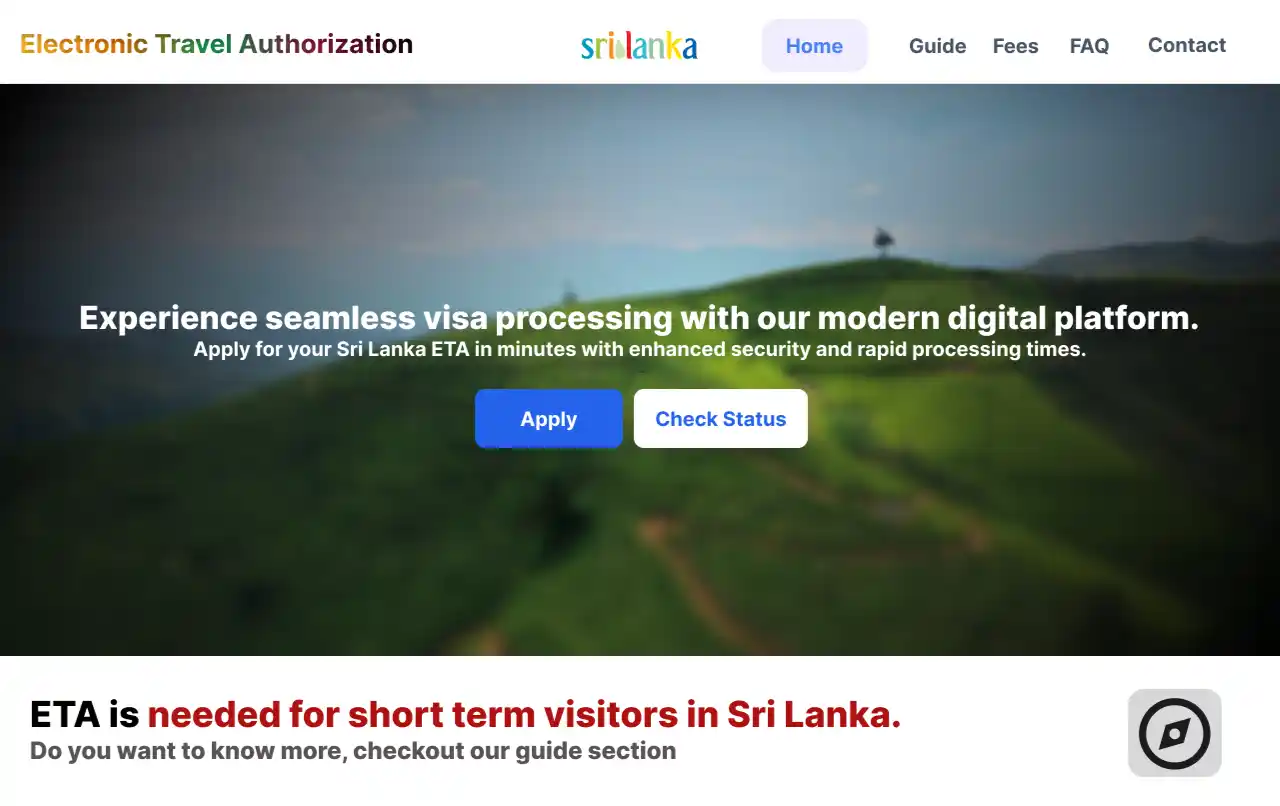 Electronic Travel Authorization
sri lanka
Home
Guide
Fees
FAQ
Contact
Experience seamless visa processing with our modern digital platform.
Apply for your Sri Lanka ETA in minutes with enhanced security and rapid processing times.
Apply
Check Status
ETA is needed for short term visitors in Sri Lanka.
Do you want to know more, checkout our guide section